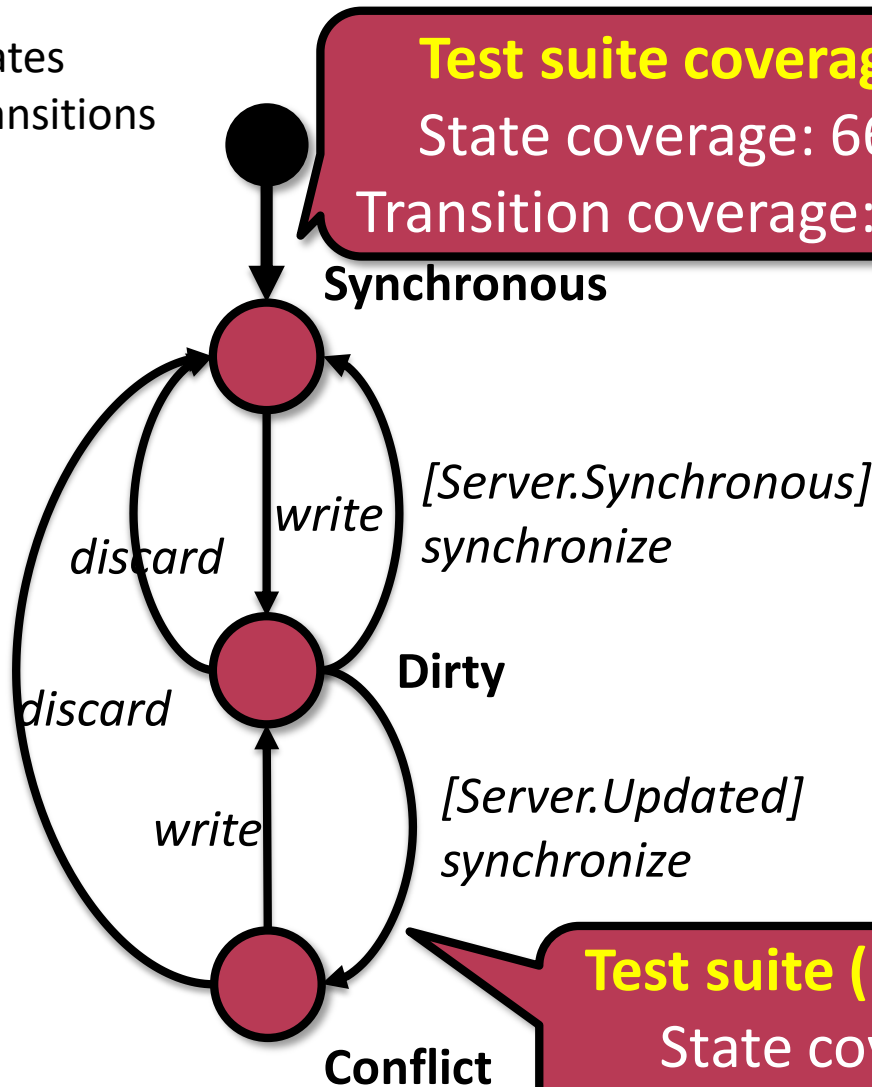 ates
ansitions
Test suite coverag
State coverage: 66
Transition coverage:
Synchronous
[Server.Synchronous]
write
synchronize
discard
Dirty
discard
[Server.Updated]
write
synchronize
Test suite (
State cov
Conflict